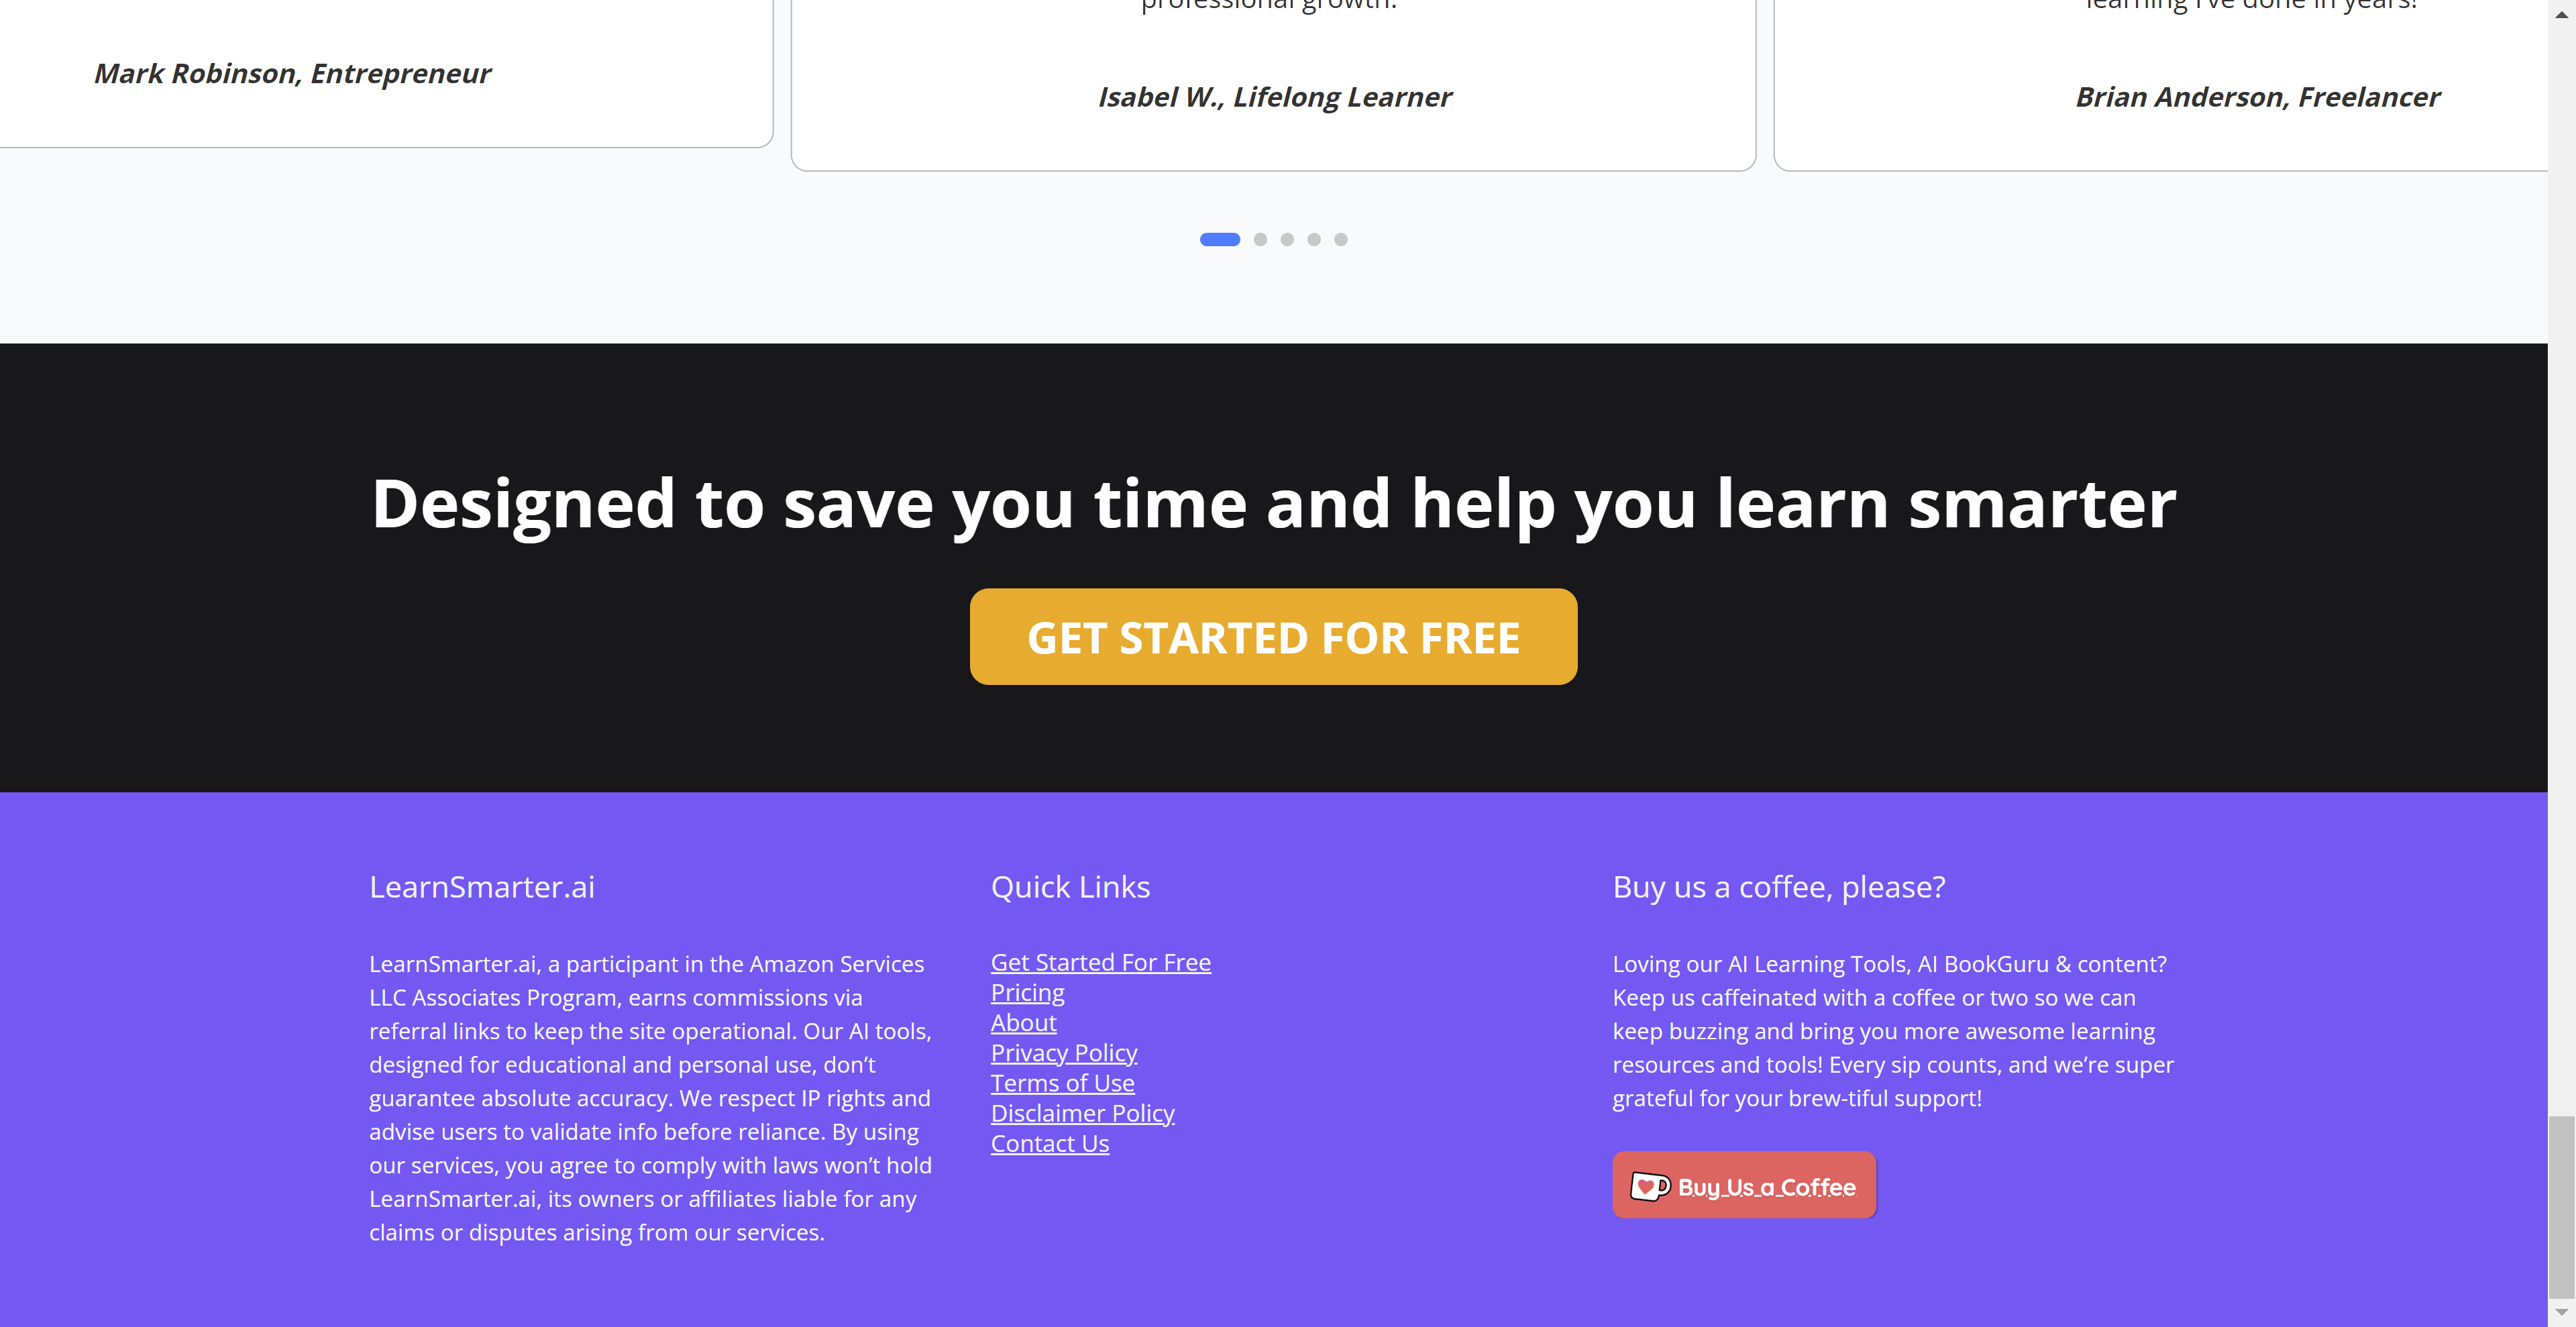 professional growth.
learning I've done in years!
Mark Robinson, Entrepreneur
Isabel W., Lifelong Learner
Brian Anderson, Freelancer
Designed to save you time and help you learn smarter
GET STARTED FOR FREE
LearnSmarter.ai
LearnSmarter.ai, a participant in the Amazon Services
LLC Associates Program, earns commissions via
referral links to keep the site operational. Our AI tools,
designed for educational and personal use, don’t
guarantee absolute accuracy. We respect IP rights and
advise users to validate info before reliance. By using
our services, you agree to comply with laws won’t hold
LearnSmarter.ai, its owners or affiliates liable for any
claims or disputes arising from our services.
Quick Links
Get Started For Free
Pricing
About
Privacy Policy
Terms of Use
Disclaimer Policy
Contact Us
Buy us a coffee, please?
Loving our AI Learning Tools, AI BookGuru & content?
Keep us caffeinated with a coffee or two so we can
keep buzzing and bring you more awesome learning
resources and tools! Every sip counts, and we’re super
grateful for your brew-tiful support!
Buy Us a Coffee